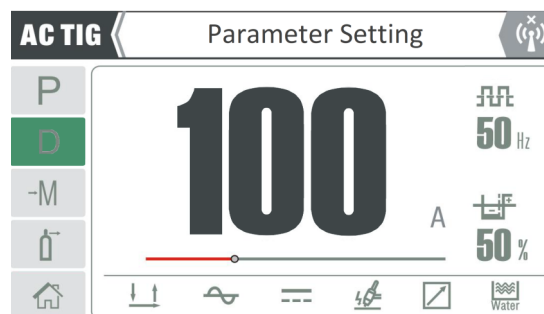 AC TIG
Parameter Setting
P
D
→M
100
A
50 Hz
50 %
Water